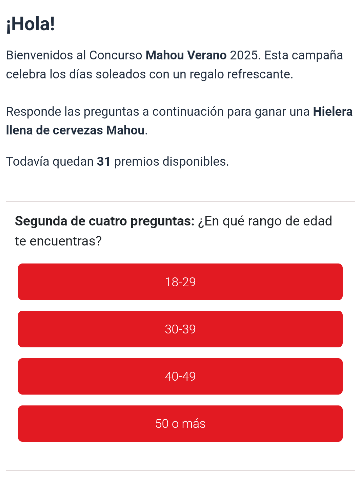 ¡Hola!
Bienvenidos al Concurso Mahou Verano 2025. Esta campaña
celebra los días soleados con un regalo refrescante.
Responde las preguntas a continuación para ganar una Hielera
llena de cervezas Mahou.
Todavía quedan 31 premios disponibles.
Segunda de cuatro preguntas: ¿En qué rango de edad
te encuentras?
18-29
30-39
40-49
50 o más